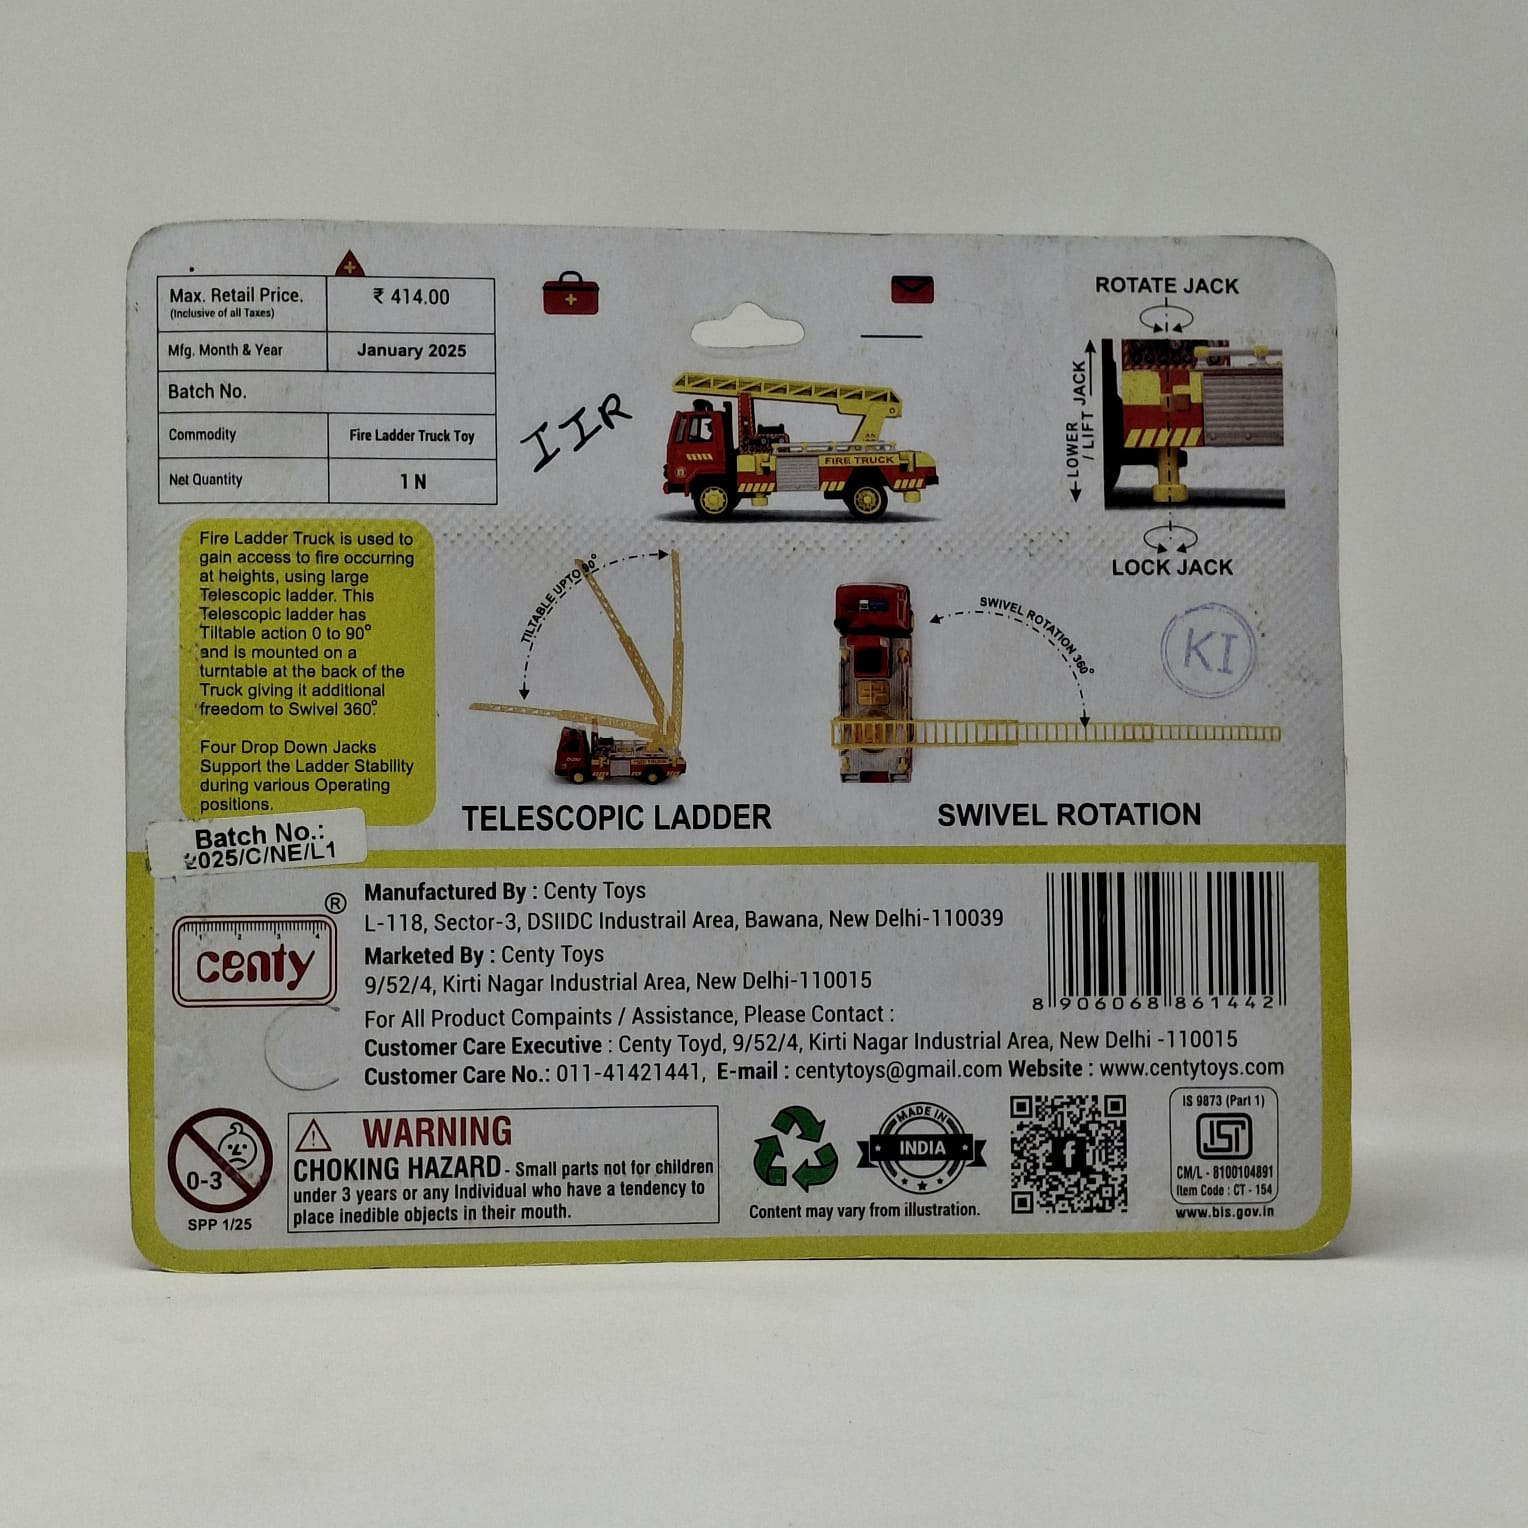 Max. Retail Price.
(Inclusive of all Taxes)
₹ 414.00
Mfg. Month & Year
January 2025
Batch No.
Commodity
Fire Ladder Truck Toy
Net Quantity
1 N
IIR
FIRE TRUCK
ROTATE JACK
LOWER
/ LIFT JACK
LOCK JACK
Fire Ladder Truck is used to
gain access to fire occurring
at heights, using large
Telescopic ladder. This
Telescopic ladder has
Tiltable action 0 to 90°
and is mounted on a
turntable at the back of the
Truck giving it additional
freedom to Swivel 360°.
Four Drop Down Jacks
Support the Ladder Stability
during various Operating
positions.
TILTABLE UPTO 90°
TELESCOPIC LADDER
SWIVEL ROTATION 360°
SWIVEL ROTATION
KI
Batch No.:
2025/C/NE/L1
centy
®
1 2 3 4
Manufactured By : Centy Toys
L-118, Sector-3, DSIIDC Industrail Area, Bawana, New Delhi-110039
Marketed By : Centy Toys
9/52/4, Kirti Nagar Industrial Area, New Delhi-110015
For All Product Compaints / Assistance, Please Contact :
Customer Care Executive : Centy Toyd, 9/52/4, Kirti Nagar Industrial Area, New Delhi -110015
Customer Care No.: 011-41421441, E-mail : centytoys@gmail.com Website : www.centytoys.com
8 906068 861442
0-3
SPP 1/25
WARNING
CHOKING HAZARD - Small parts not for children
under 3 years or any Individual who have a tendency to
place inedible objects in their mouth.
MADE IN
INDIA
Content may vary from illustration.
f
IS 9873 (Part 1)
ISI
CM/L - 8100104891
Item Code : CT - 154
www.bis.gov.in